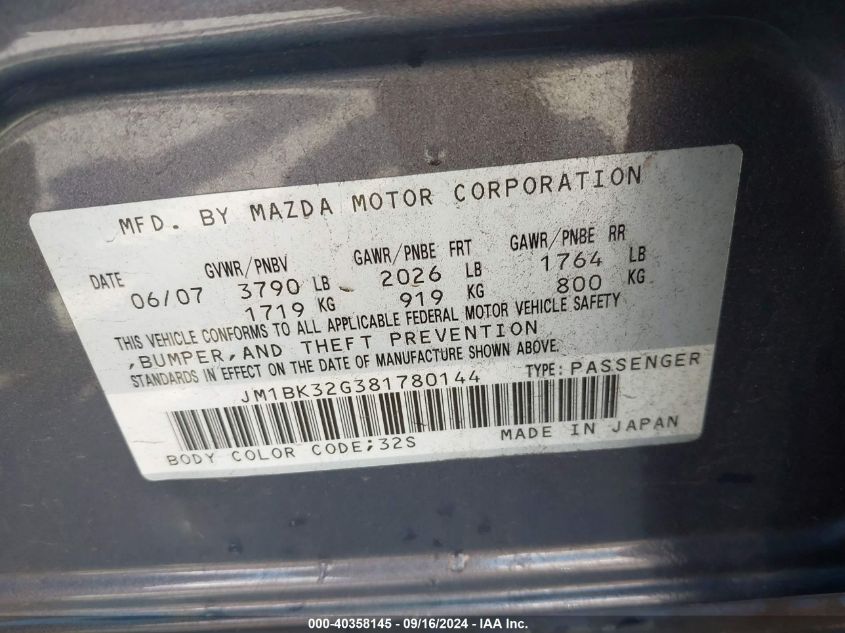 MFD. BY MAZDA MOTOR CORPORATION
DATE GVWR/PNBV GAWR/PNBE FRT GAWR/PNBE RR
06/07 3790 LB 2026 LB 1764 LB
1719 KG 919 KG 800 KG
THIS VEHICLE CONFORMS TO ALL APPLICABLE FEDERAL MOTOR VEHICLE SAFETY
,BUMPER,AND THEFT PREVENTION
STANDARDS IN EFFECT ON THE DATE OF MANUFACTURE SHOWN ABOVE.
JM1BK32G381780144 TYPE:PASSENGER
BODY COLOR CODE;32S MADE IN JAPAN
000-40358145 - 09/16/2024 - IAA Inc.